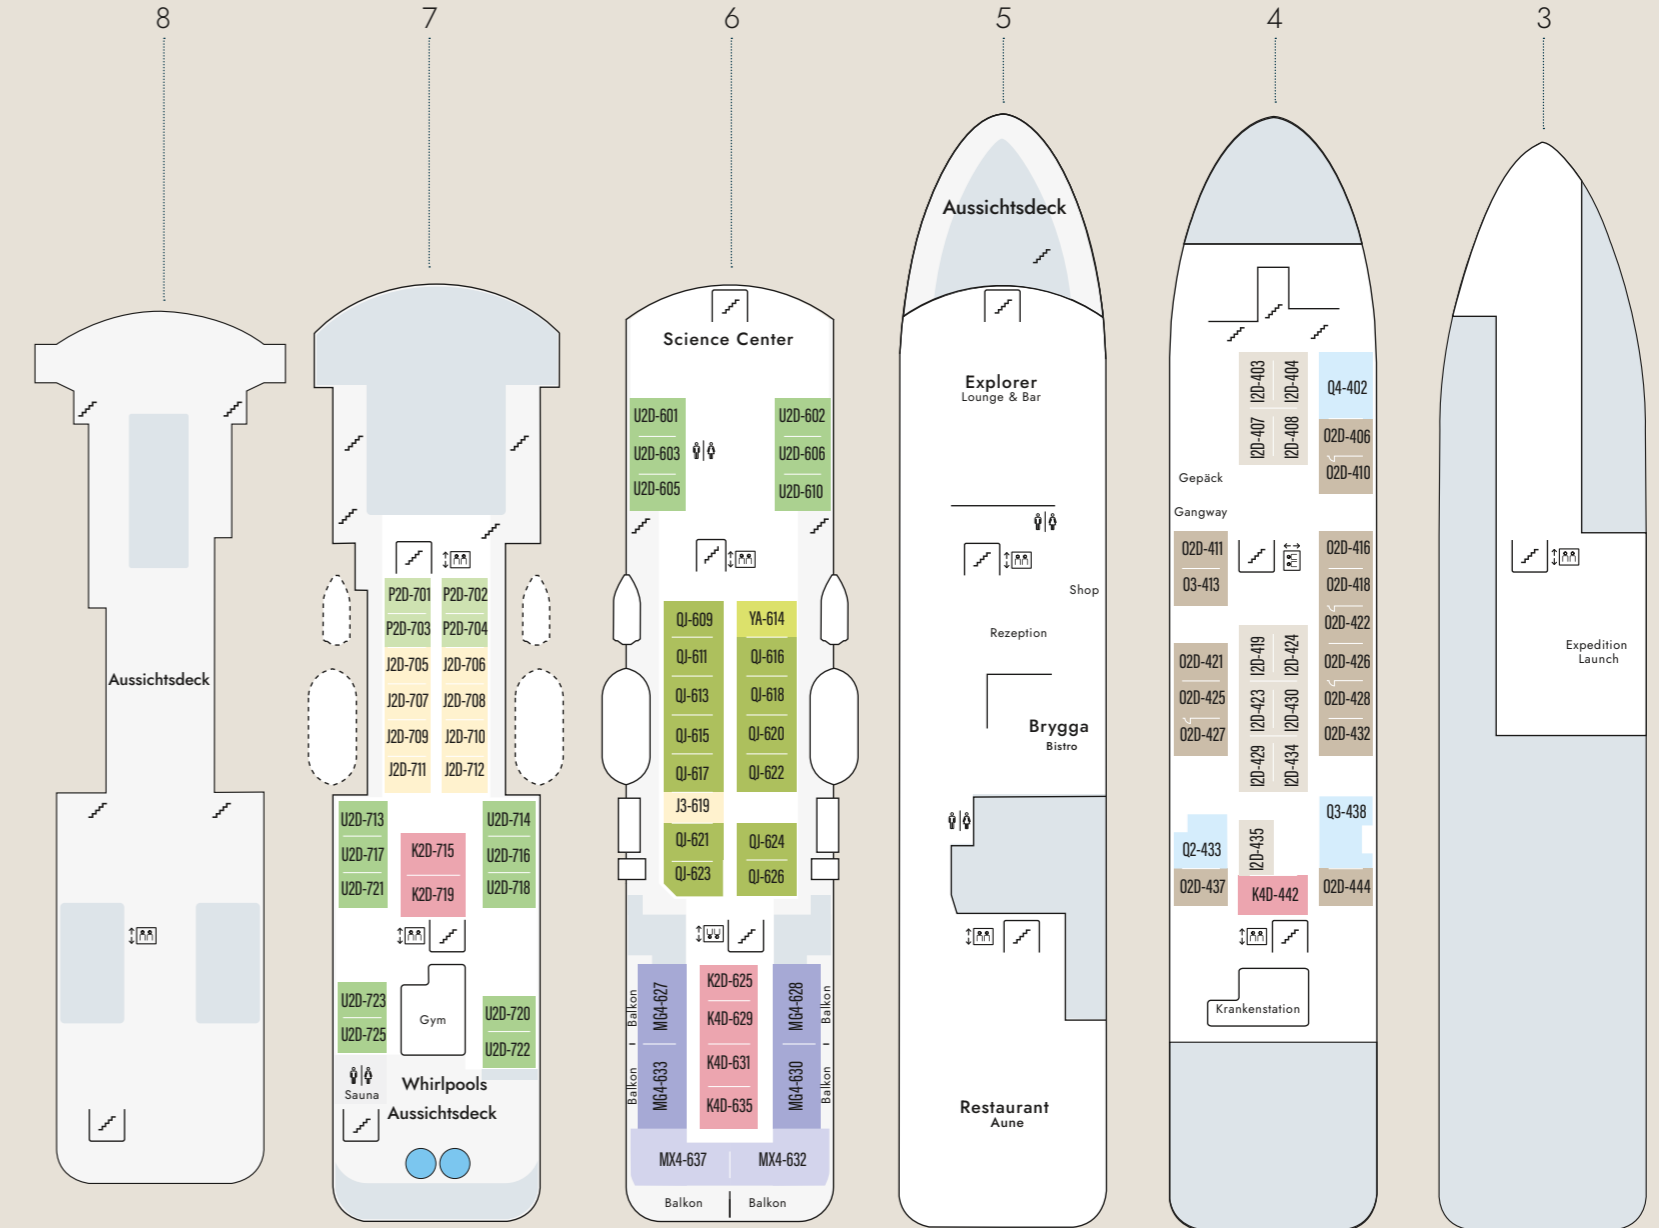 8
7
6
5
4
3
Aussichtsdeck
P2D-701
P2D-702
P2D-703
P2D-704
J2D-705
J2D-706
J2D-707
J2D-708
J2D-709
J2D-710
J2D-711
J2D-712
U2D-713
U2D-714
U2D-717
K2D-715
U2D-716
U2D-721
K2D-719
U2D-718
U2D-723
U2D-725
Gym
U2D-720
U2D-722
Sauna
Whirlpools
Aussichtsdeck
Science Center
U2D-601
U2D-602
U2D-603
U2D-606
U2D-605
U2D-610
QJ-609
YA-614
QJ-611
QJ-616
QJ-613
QJ-618
QJ-615
QJ-620
QJ-617
QJ-622
J3-619
QJ-621
QJ-624
QJ-623
QJ-626
Balkon
MG4-627
K2D-625
MG4-628
Balkon
K4D-629
Balkon
MG4-633
K4D-631
MG4-630
Balkon
K4D-635
MX4-637
MX4-632
Balkon
Balkon
Aussichtsdeck
Explorer
Lounge & Bar
Shop
Rezeption
Brygga
Bistro
Restaurant
Aune
I2D-403
I2D-404
Q4-402
I2D-407
I2D-408
O2D-406
O2D-410
Gepäck
Gangway
O2D-411
O2D-416
O3-413
O2D-418
O2D-422
O2D-421
I2D-419
I2D-424
O2D-426
O2D-425
I2D-423
I2D-430
O2D-428
O2D-427
I2D-429
I2D-434
O2D-432
Q3-438
Q2-433
I2D-435
O2D-437
K4D-442
O2D-444
Krankenstation
Expedition
Launch